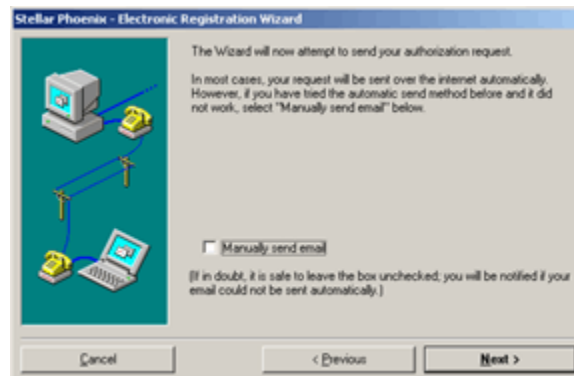 Stellar Phoenix - Electronic Registration Wizard
The Wizard will now attempt to send your authorization request.
In most cases, your request will be sent over the internet automatically.
However, if you have tried the automatic send method before and it did
not work, select "Manually send email" below.
Manually send email
(If in doubt, it is safe to leave the box unchecked; you will be notified if your
email could not be sent automatically.)
Cancel
< Previous
Next >